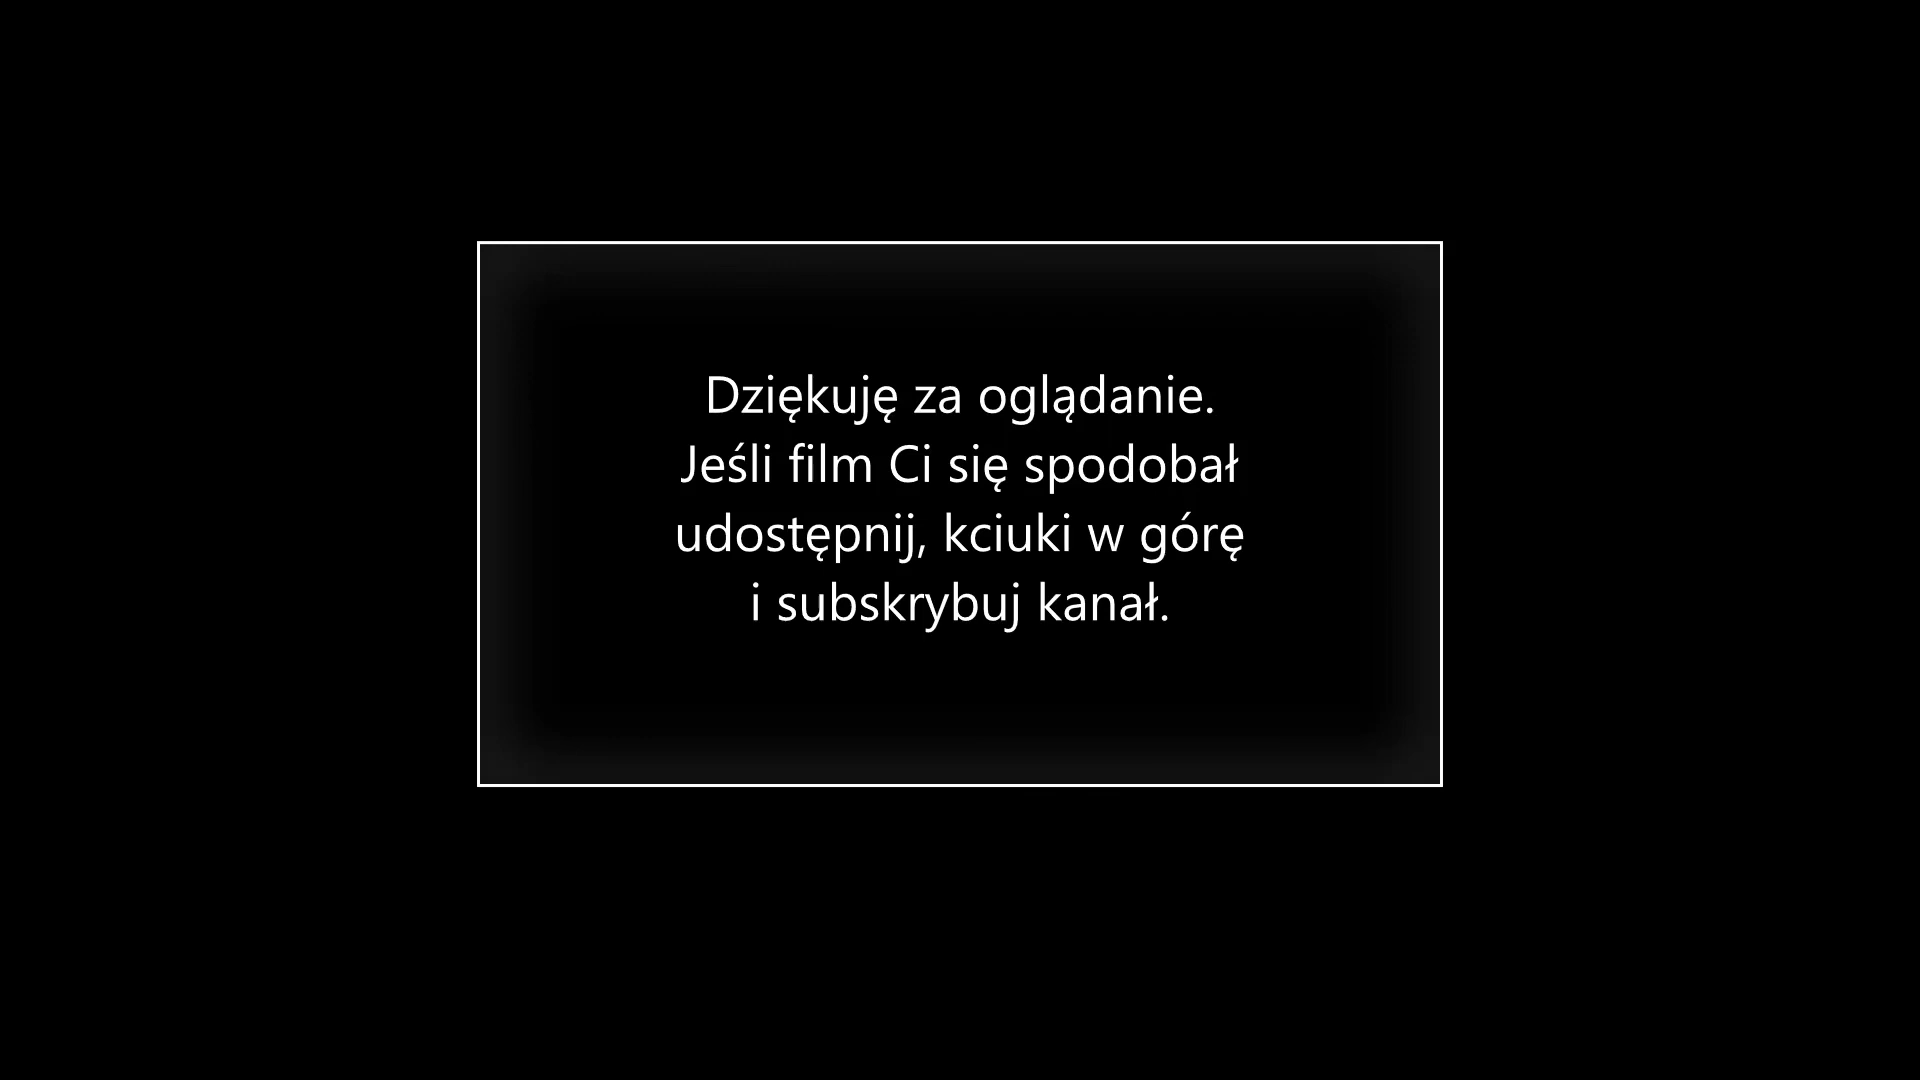 Dziękuję za oglądanie.
Jeśli film Ci się spodobał
udostępnij, kciuki w górę
i subskrybuj kanał.